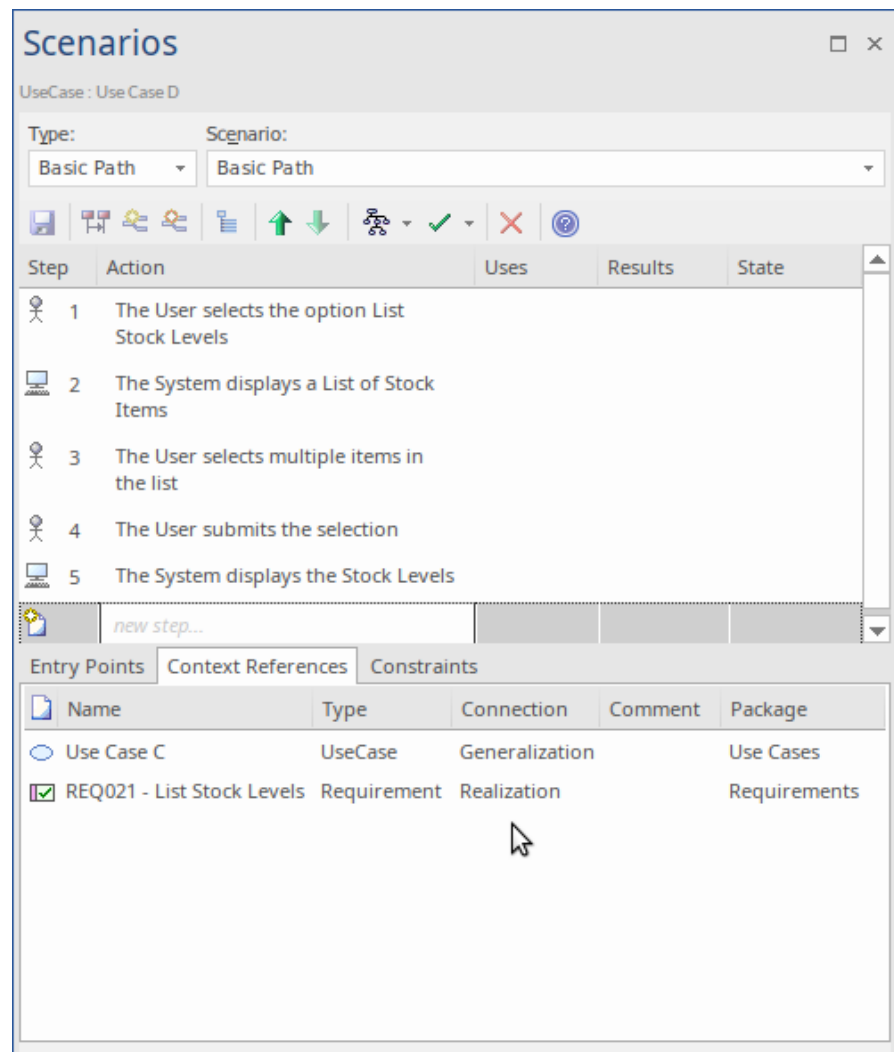 Scenarios
UseCase : Use Case D
Type: Scenario:
Basic Path Basic Path
Step Action Uses Results State
1 The User selects the option List
Stock Levels
2 The System displays a List of Stock
Items
3 The User selects multiple items in
the list
4 The User submits the selection
5 The System displays the Stock Levels
new step...
Entry Points Context References Constraints
Name Type Connection Comment Package
Use Case C UseCase Generalization Use Cases
REQ021 - List Stock Levels Requirement Realization Requirements